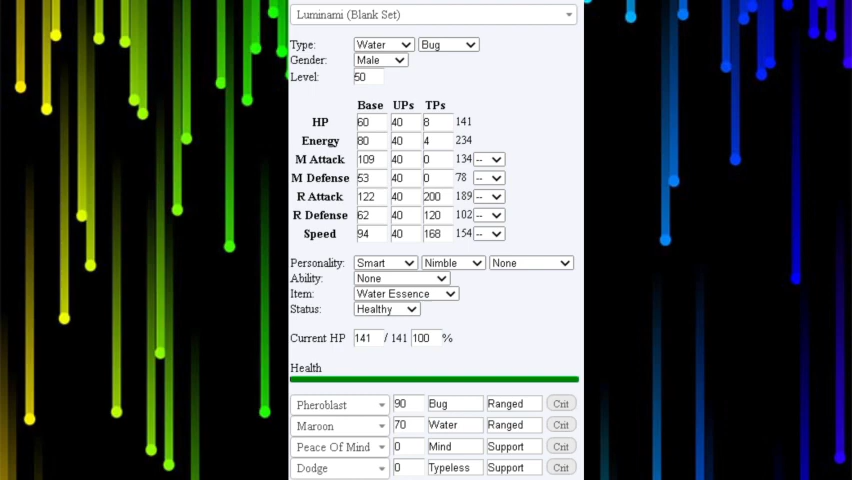 Luminami (Blank Set)
Type: Water Bug
Gender: Male
Level: 50
Base UPs TPs
HP 60 40 8 141
Energy 80 40 4 234
M Attack 109 40 0 134 --
M Defense 53 40 0 78 --
R Attack 122 40 200 189 --
R Defense 62 40 120 102 --
Speed 94 40 168 154 --
Personality: Smart Nimble None
Ability: None
Item: Water Essence
Status: Healthy
Current HP 141 / 141 100 %
Health
Pheroblast 90 Bug Ranged Crit
Maroon 70 Water Ranged Crit
Peace Of Mind 0 Mind Support Crit
Dodge 0 Typeless Support Crit